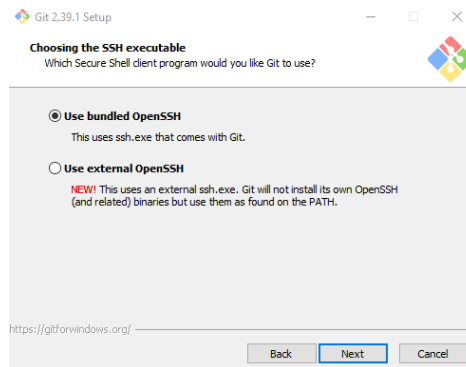 Git 2.39.1 Setup
Choosing the SSH executable
Which Secure Shell client program would you like Git to use?
Use bundled OpenSSH
This uses ssh.exe that comes with Git.
Use external OpenSSH
NEW! This uses an external ssh.exe. Git will not install its own OpenSSH
(and related) binaries but use them as found on the PATH.
https://gitforwindows.org/
Back Next Cancel